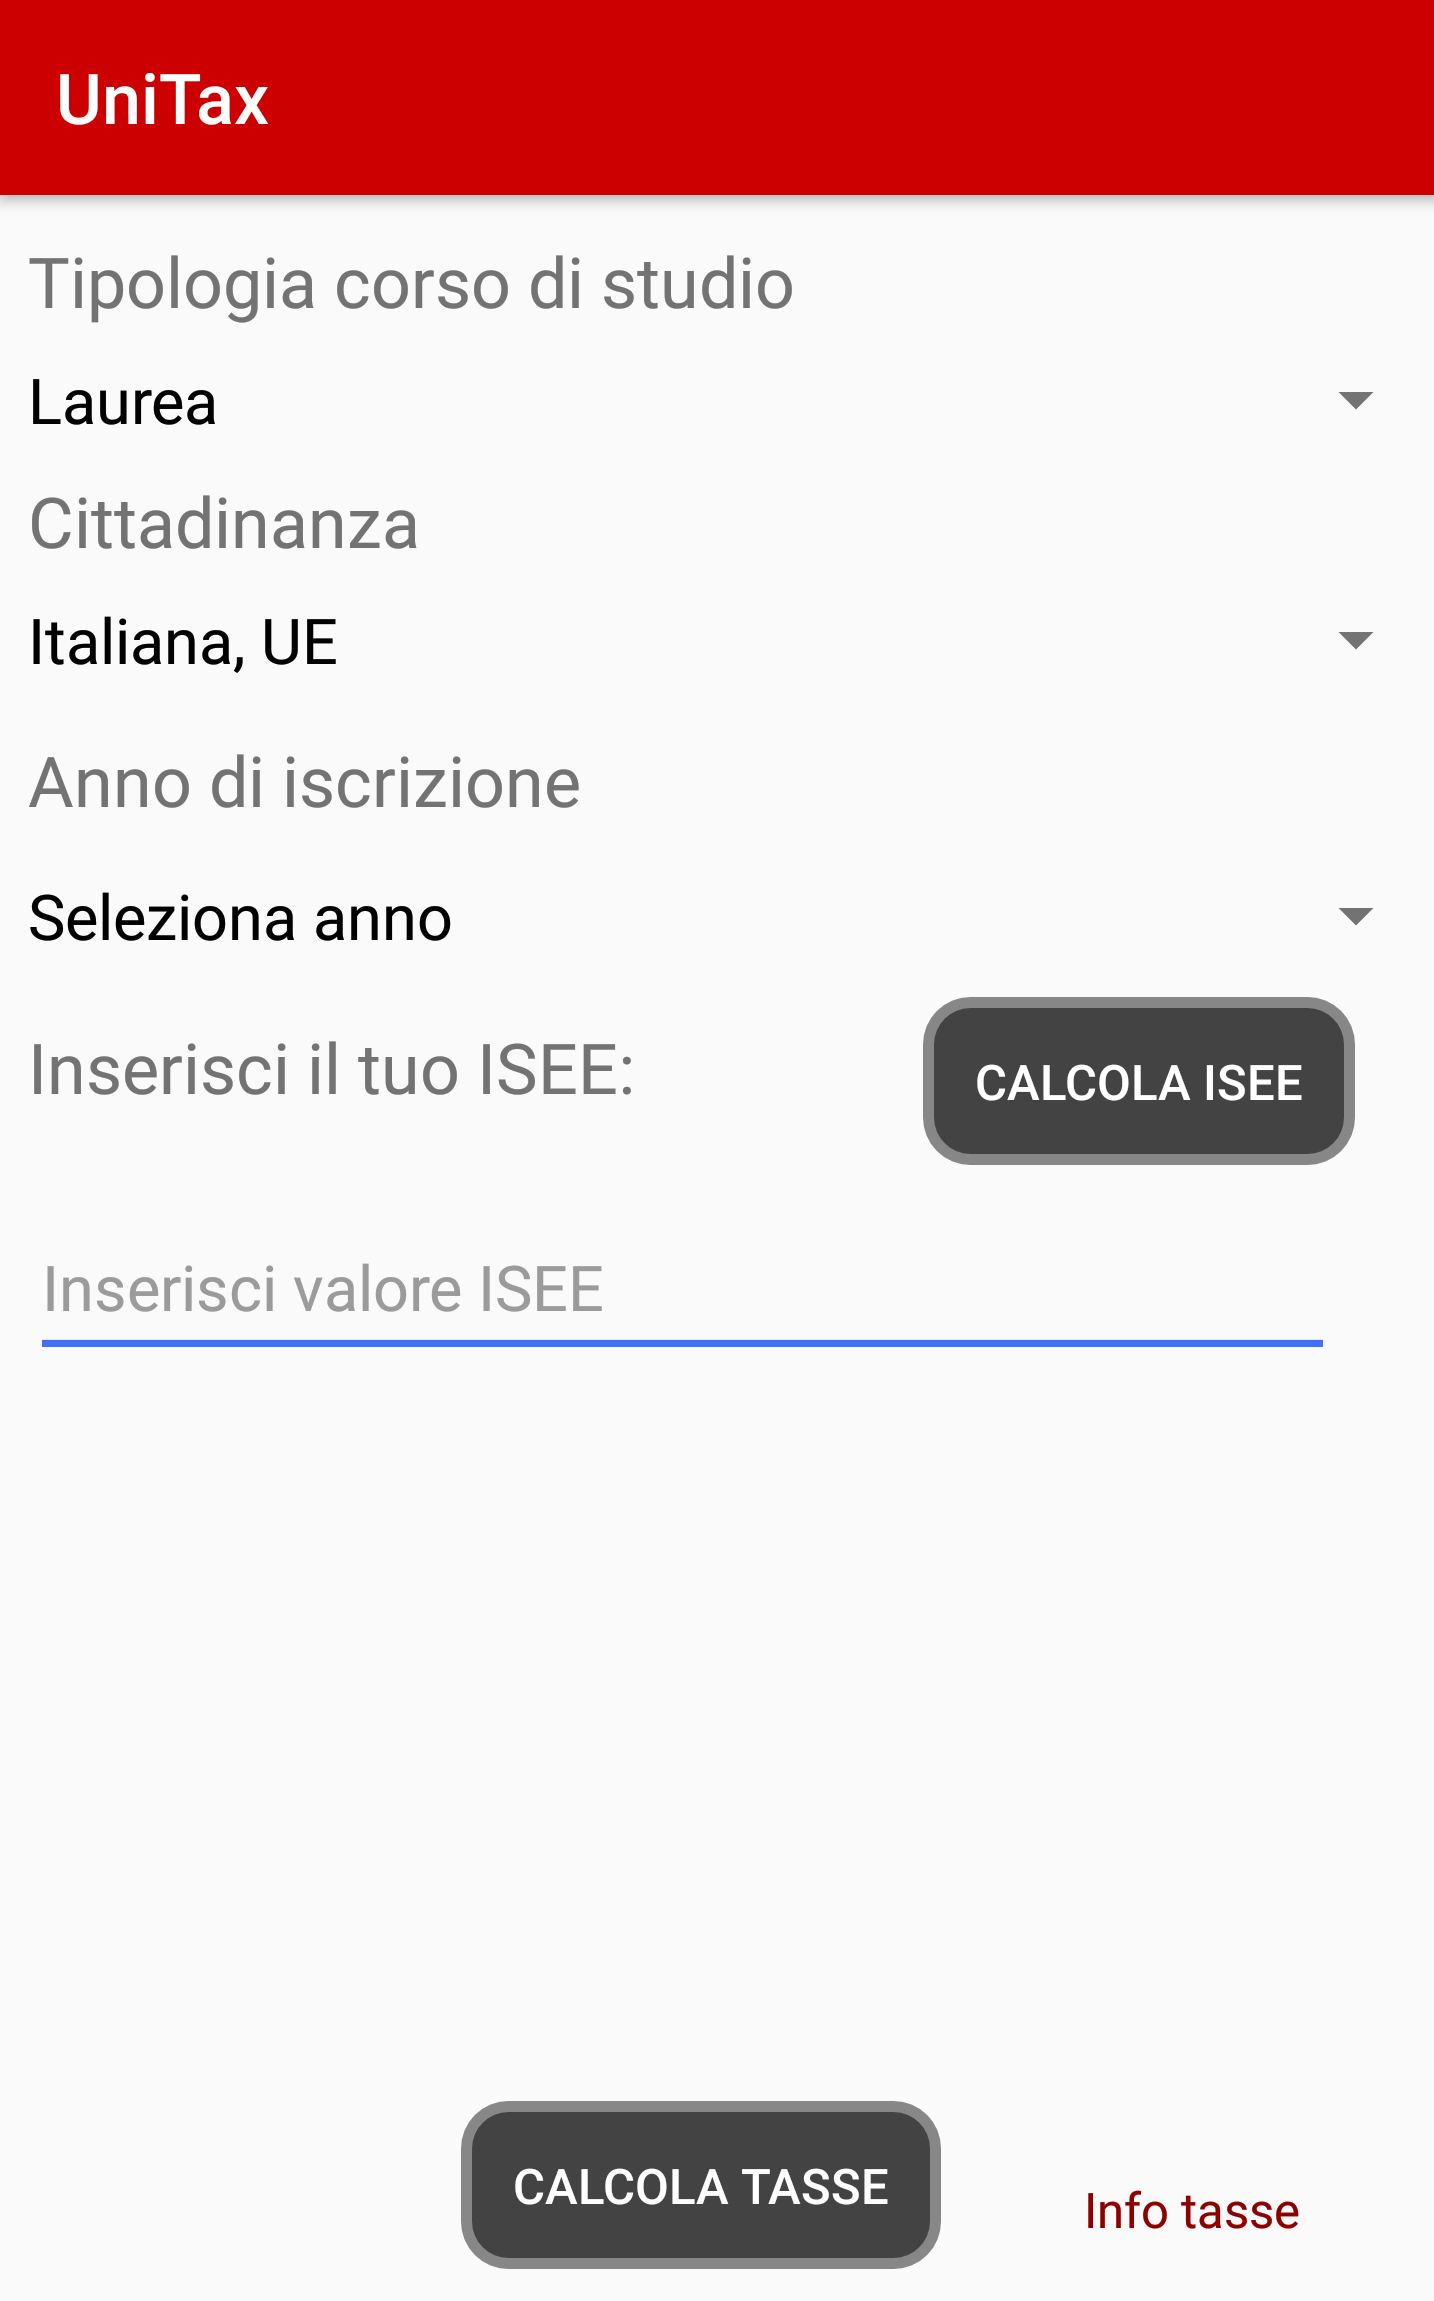 UniTax
Tipologia corso di studio
Laurea
Cittadinanza
Italiana, UE
Anno di iscrizione
Seleziona anno
Inserisci il tuo ISEE:
CALCOLA ISEE
Inserisci valore ISEE
CALCOLA TASSE
Info tasse